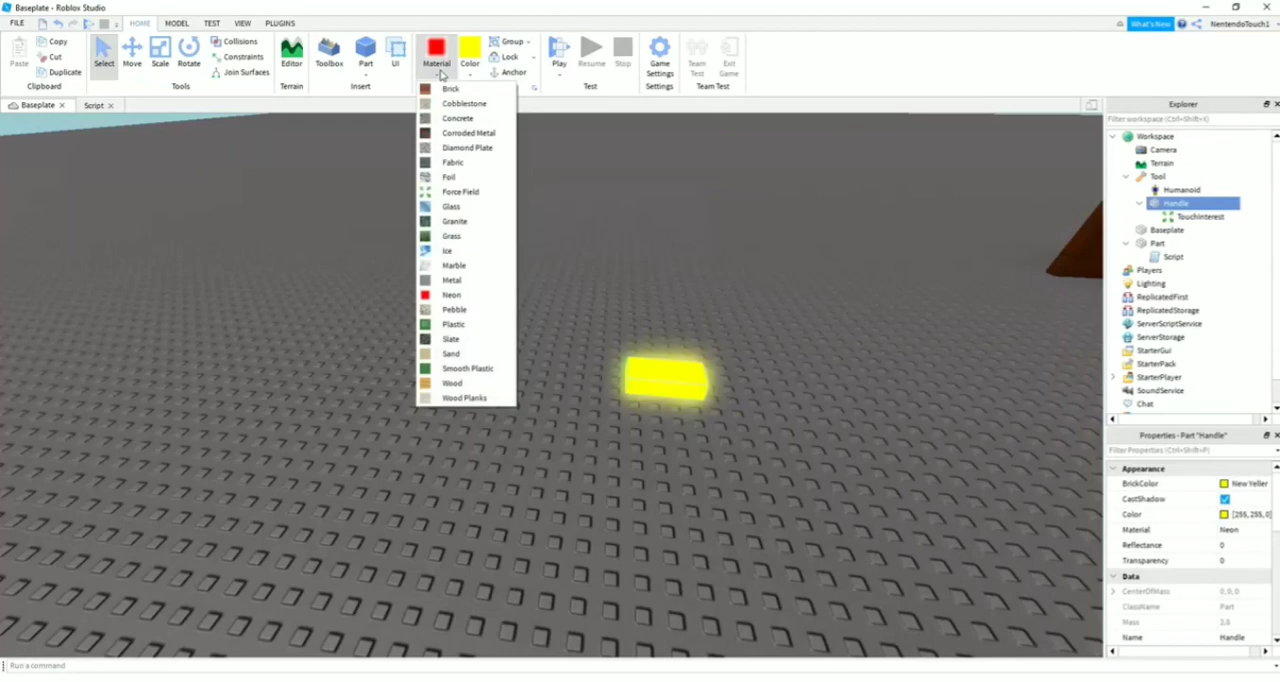 Baseplate - Roblox Studio
FILE
HOME
MODEL
TEST
VIEW
PLUGINS
What's New
NentendoTouch1
Paste
Copy
Cut
Duplicate
Clipboard
Select
Move
Scale
Rotate
Collisions
Constraints
Join Surfaces
Tools
Editor
Terrain
Toolbox
Part
UI
Insert
Material
Color
Group
Lock
Anchor
Play
Resume
Stop
Test
Game Settings
Settings
Team Test
Exit Game
Team Test
Baseplate
Script
Brick
Cobblestone
Concrete
Corroded Metal
Diamond Plate
Fabric
Foil
Force Field
Glass
Granite
Grass
Ice
Marble
Metal
Neon
Pebble
Plastic
Slate
Sand
Smooth Plastic
Wood
Wood Planks
Explorer
Filter workspace (Ctrl+Shift+X)
Workspace
Camera
Terrain
Tool
Humanoid
Handle
TouchInterest
Baseplate
Part
Script
Players
Lighting
ReplicatedFirst
ReplicatedStorage
ServerScriptService
ServerStorage
StarterGui
StarterPack
StarterPlayer
SoundService
Chat
Properties - Part "Handle"
Filter Properties (Ctrl+Shift+P)
Appearance
BrickColor New Yeller
CastShadow
Color [255, 255, 0]
Material Neon
Reflectance 0
Transparency 0
Data
CenterOfMass 0, 0, 0
ClassName Part
Mass 2.8
Name Handle
Run a command